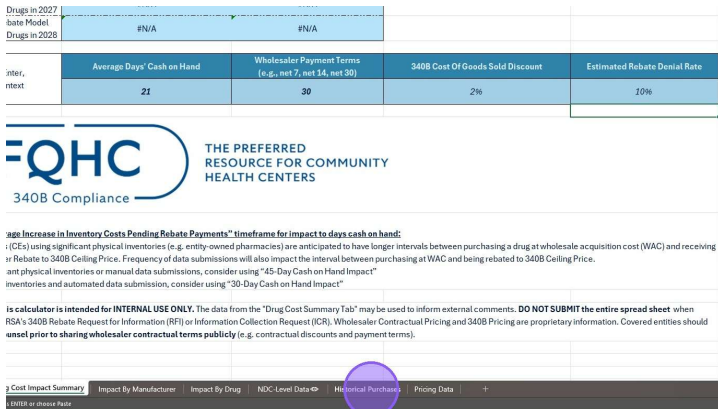 Drugs in 2027
bate Model
Drugs in 2028
#N/A
#N/A
Average Days' Cash on Hand
Wholesaler Payment Terms
(e.g., net 7, net 14, net 30)
340B Cost Of Goods Sold Discount
Estimated Rebate Denial Rate
inter,
ntext
21
30
2%
10%
FQHC
340B Compliance
THE PREFERRED
RESOURCE FOR COMMUNITY
HEALTH CENTERS
rage Increase in Inventory Costs Pending Rebate Payments" timeframe for impact to days cash on hand:
s (CEs) using significant physical inventories (e.g. entity-owned pharmacies) are anticipated to have longer intervals between purchasing a drug at wholesale acquisition cost (WAC) and receiving
er Rebate to 340B Ceiling Price. Frequency of data submissions will also impact the interval between purchasing at WAC and being rebated to 340B Ceiling Price.
ant physical inventories or manual data submissions, consider using "45-Day Cash on Hand Impact"
inventories and automated data submission, consider using "30-Day Cash on Hand Impact"
is calculator is intended for INTERNAL USE ONLY. The data from the "Drug Cost Summary Tab" may be used to inform external comments. DO NOT SUBMIT the entire spread sheet when
RSA's 340B Rebate Request for Information (RFI) or Information Collection Request (ICR). Wholesaler Contractual Pricing and 340B Pricing are proprietary information. Covered entities should
ounsel prior to sharing wholesaler contractual terms publicly (e.g. contractual discounts and payment terms).
g Cost Impact Summary
Impact By Manufacturer
Impact By Drug
NDC-Level Data
Historical Purchases
Pricing Data
+
s ENTER or choose Paste